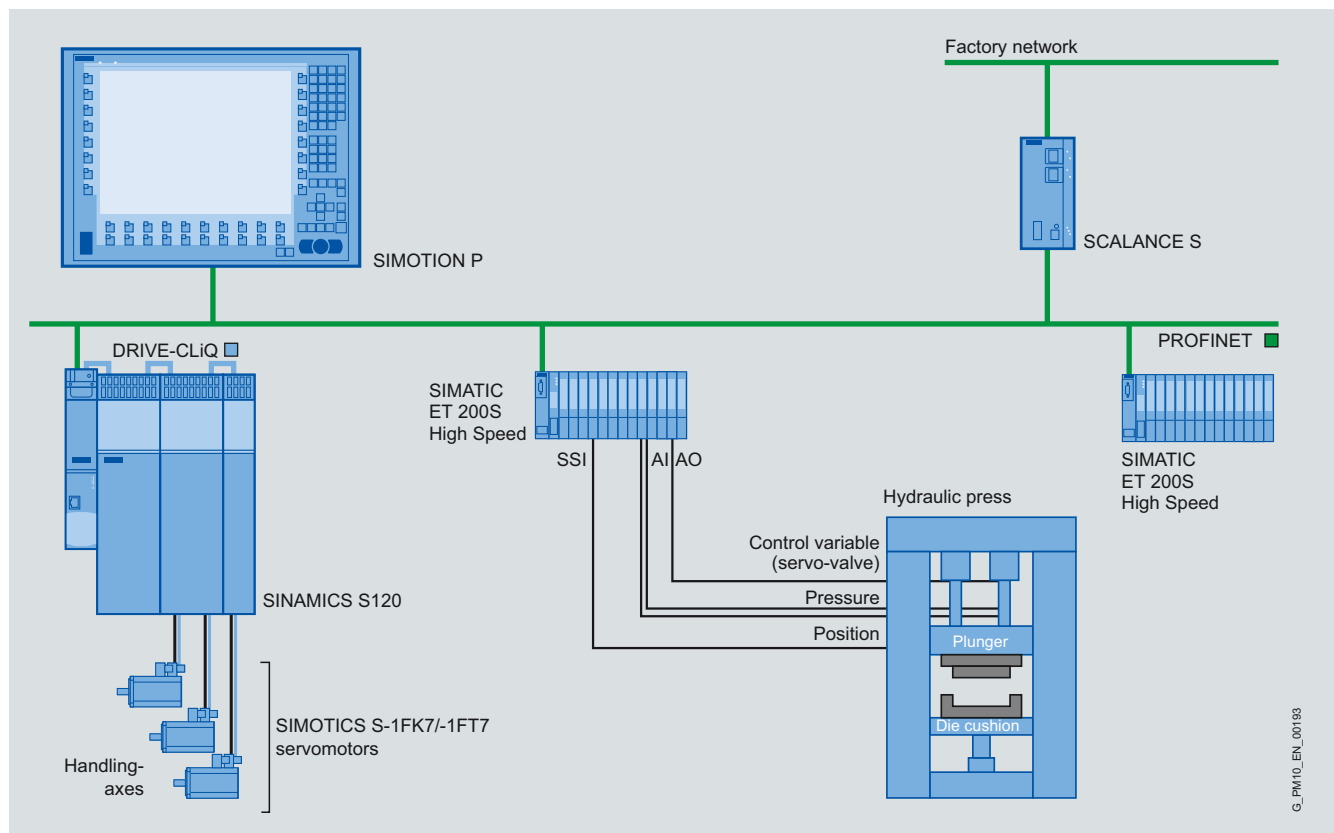 Factory network
SIMOTION P
SCALANCE S
DRIVE-CLiQ
PROFINET
SIMATIC
ET 200S
High Speed
SSI
AI
AO
SIMATIC
ET 200S
High Speed
Hydraulic press
Control variable
(servo-valve)
Pressure
Position
Plunger
Die cushion
SINAMICS S120
SIMOTICS S-1FK7/-1FT7
servomotors
Handling-
axes
G_PM10_EN_00193